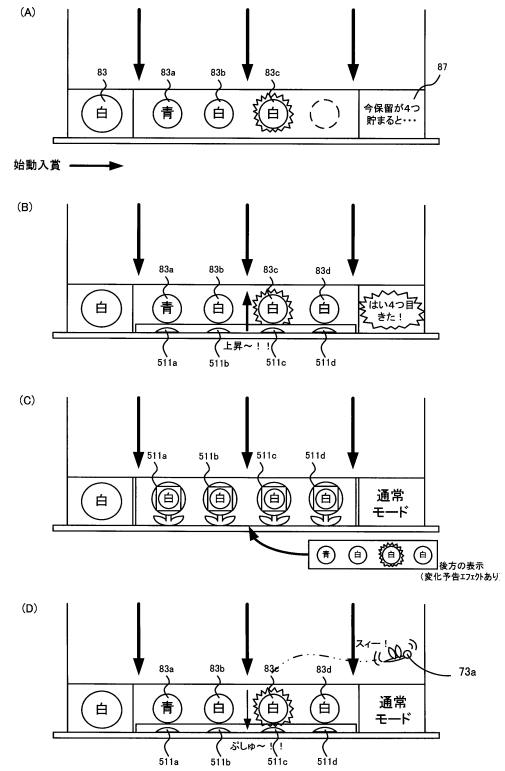 (A)
83 83a 83b 83c 87
白 青 白 白
今保留が4つ
貯まると・・・
始動入賞
(B)
83a 83b 83c 83d
白 青 白 白 白
はい4つ目
きた！
511a 511b 511c 511d
上昇〜！！
(C)
511a 511b 511c 511d
白 白 白 白 白
通常
モード
青 白 白 白
後方の表示
(変化予告ｴﾌｪｸﾄあり)
(D)
スィー！
83a 83b 83c 83d 73a
白 青 白 白 白
通常
モード
511a 511b 511c 511d
ぷしゅ〜！！